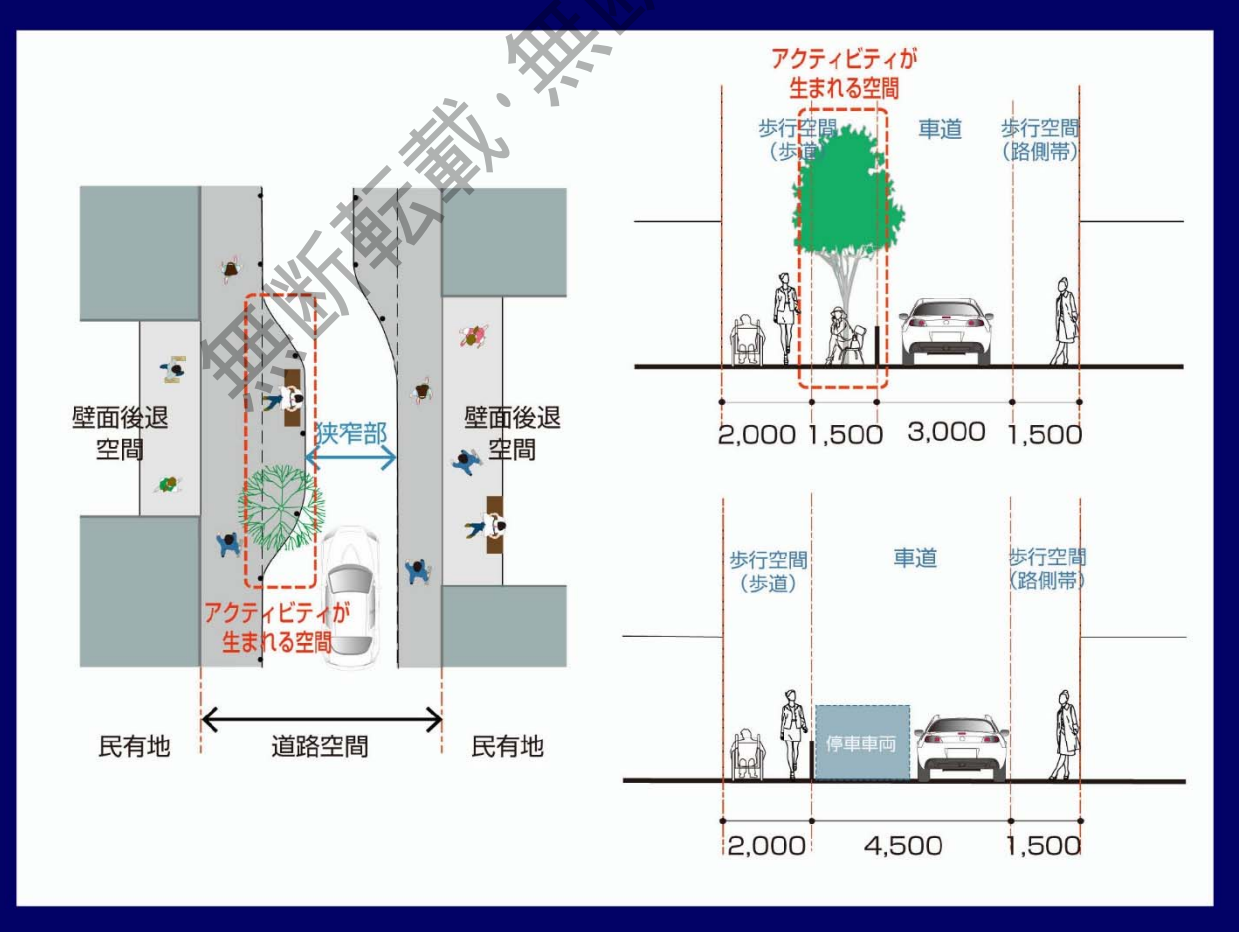 無断転載・無断
アクティビティが
生まれる空間
歩行空間
(歩道)
車道
歩行空間
(路側帯)
2,000
1,500
3,000
1,500
壁面後退
空間
狭窄部
壁面後退
空間
アクティビティが
生まれる空間
民有地
道路空間
民有地
歩行空間
(歩道)
車道
歩行空間
(路側帯)
停車車両
2,000
4,500
1,500